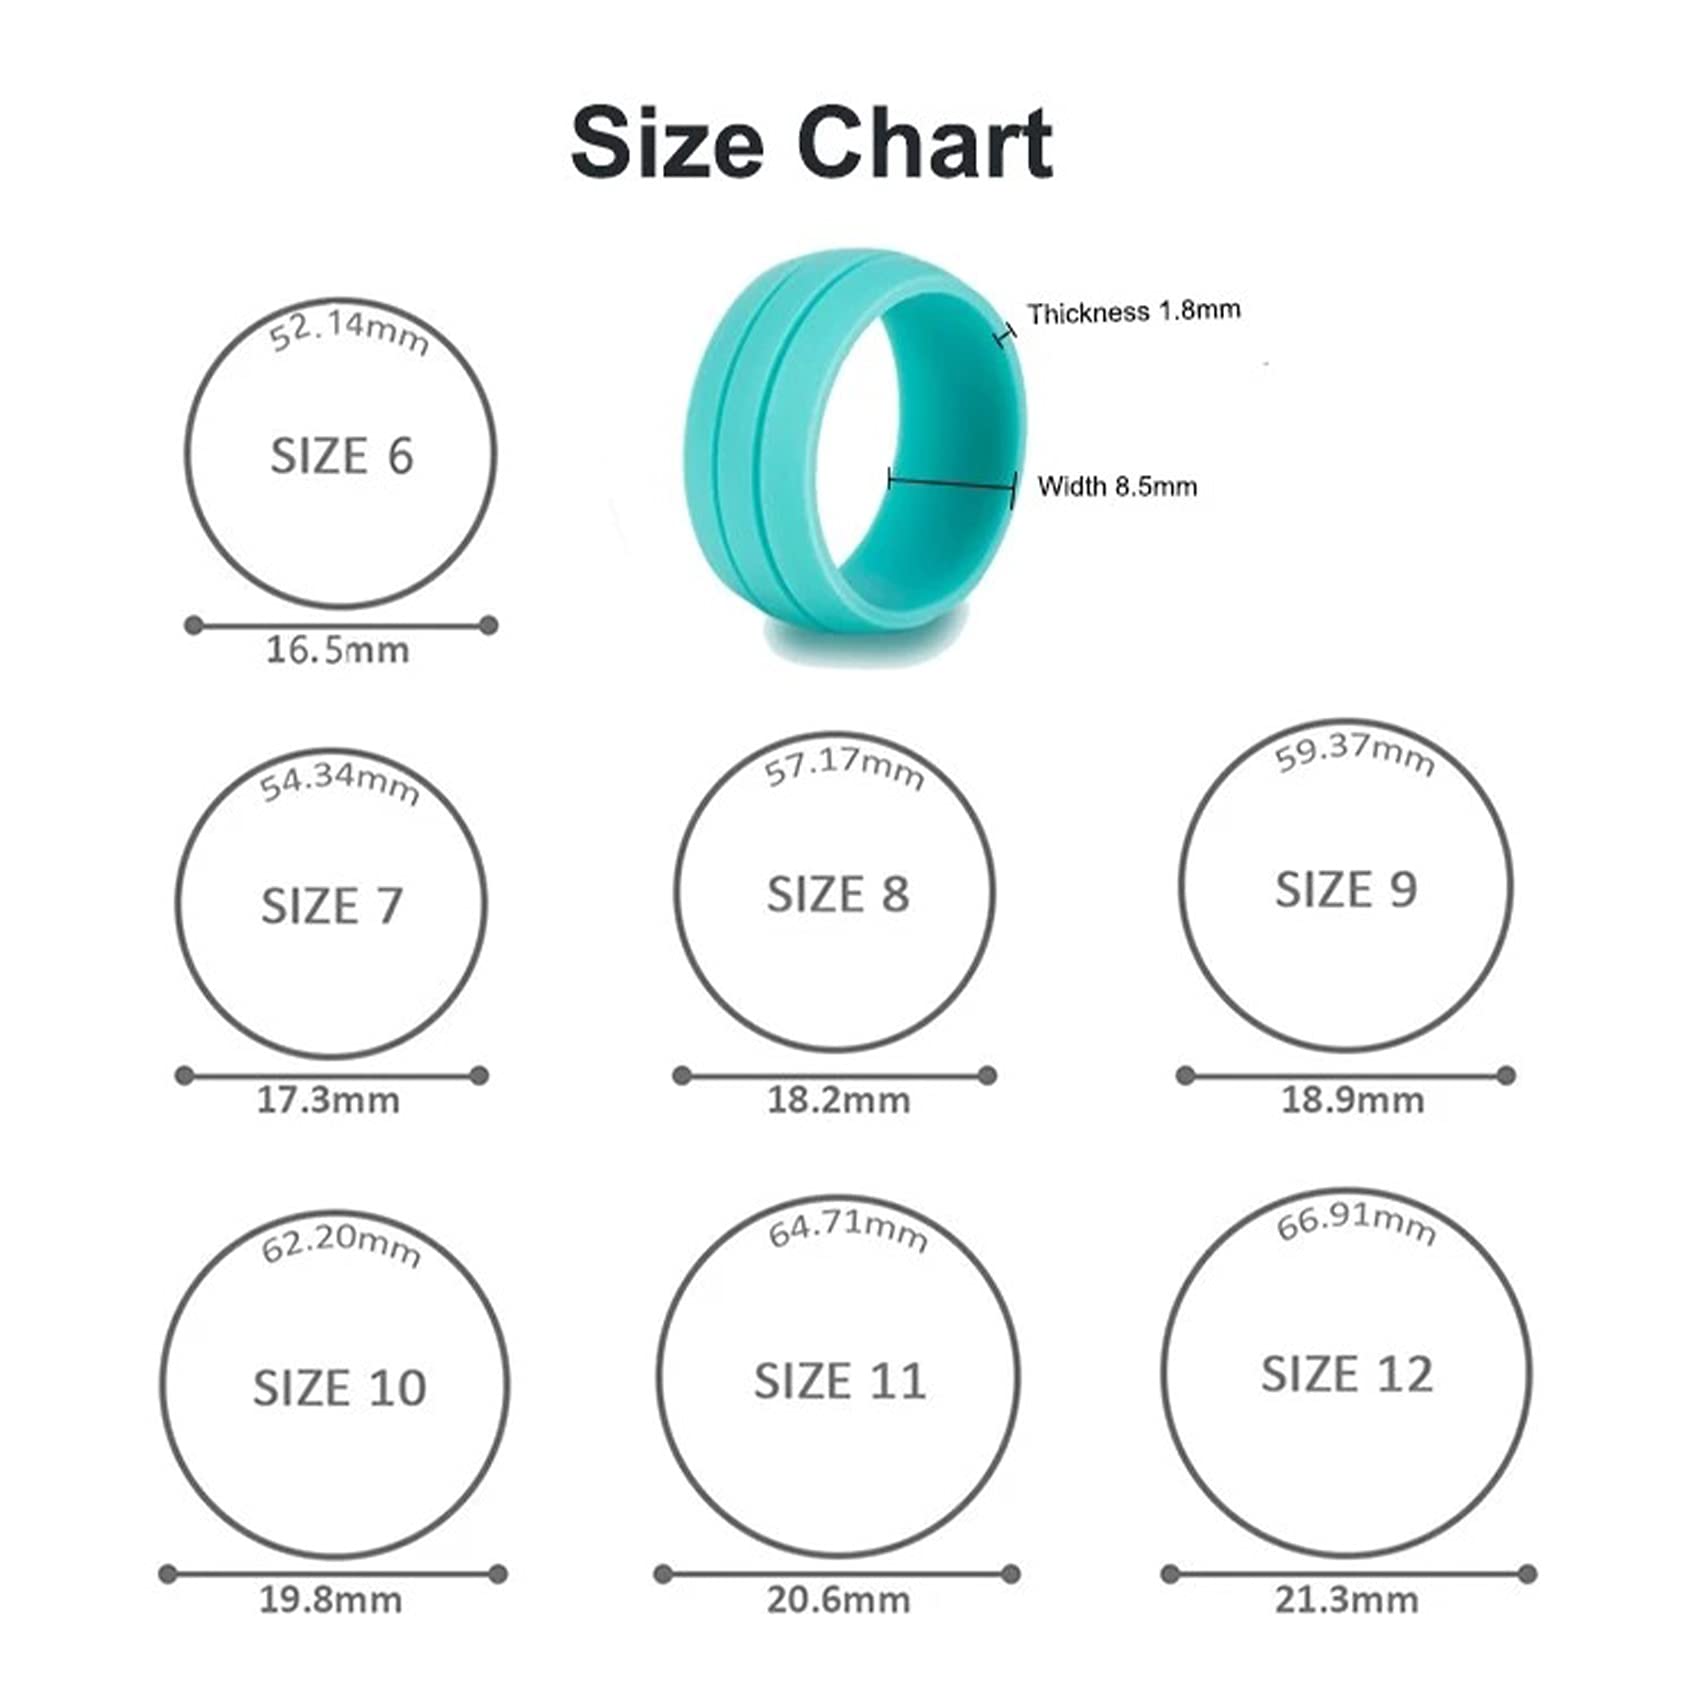 Size Chart
Thickness 1.8mm
Width 8.5mm
52.14mm
SIZE 6
16.5mm
54.34mm
SIZE 7
17.3mm
57.17mm
SIZE 8
18.2mm
59.37mm
SIZE 9
18.9mm
62.20mm
SIZE 10
19.8mm
64.71mm
SIZE 11
20.6mm
66.91mm
SIZE 12
21.3mm